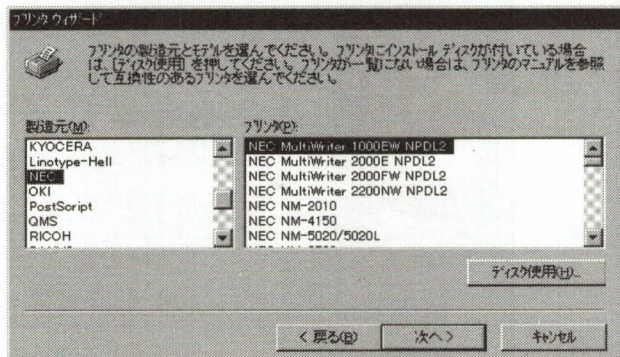 プリンタ ウィザード
プリンタの製造元とモデルを選んでください。プリンタにインストール ディスクが付いている場合
は、[ディスク使用] を押してください。プリンタが一覧にない場合は、プリンタのマニュアルを参照
して互換性のあるプリンタを選んでください。
製造元(M):
KYOCERA
Linotype-Hell
NEC
OKI
PostScript
QMS
RICOH
プリンタ(P):
NEC MultiWriter 1000EW NPDL2
NEC MultiWriter 2000E NPDL2
NEC MultiWriter 2000FW NPDL2
NEC MultiWriter 2200NW NPDL2
NEC NM-2010
NEC NM-4150
NEC NM-5020/5020L
ディスク使用(H)...
< 戻る(B)
次へ >
キャンセル